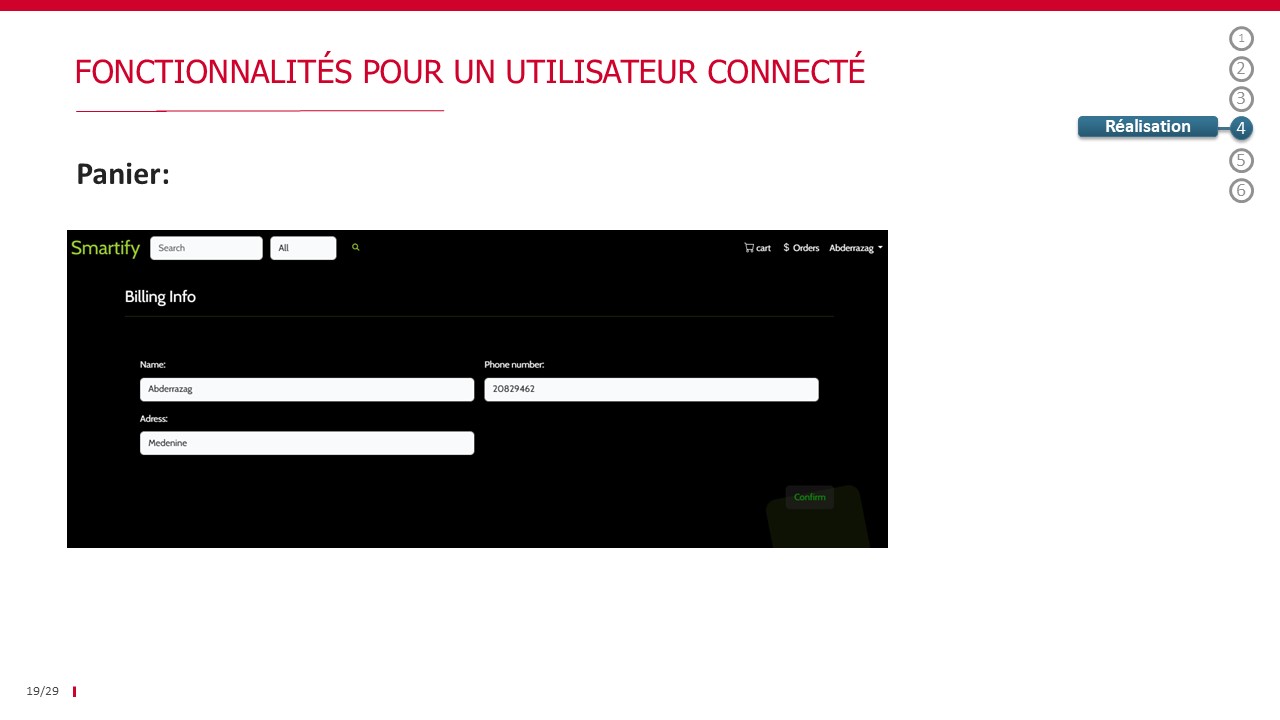 FONCTIONNALITÉS POUR UN UTILISATEUR CONNECTÉ
1
2
3
Réalisation 4
5
6
Panier:
Smartify Search All cart $ Orders Abderrazag
Billing Info
Name: Phone number:
Abderrazag 20829462
Adress:
Medenine
Confirm
19/29